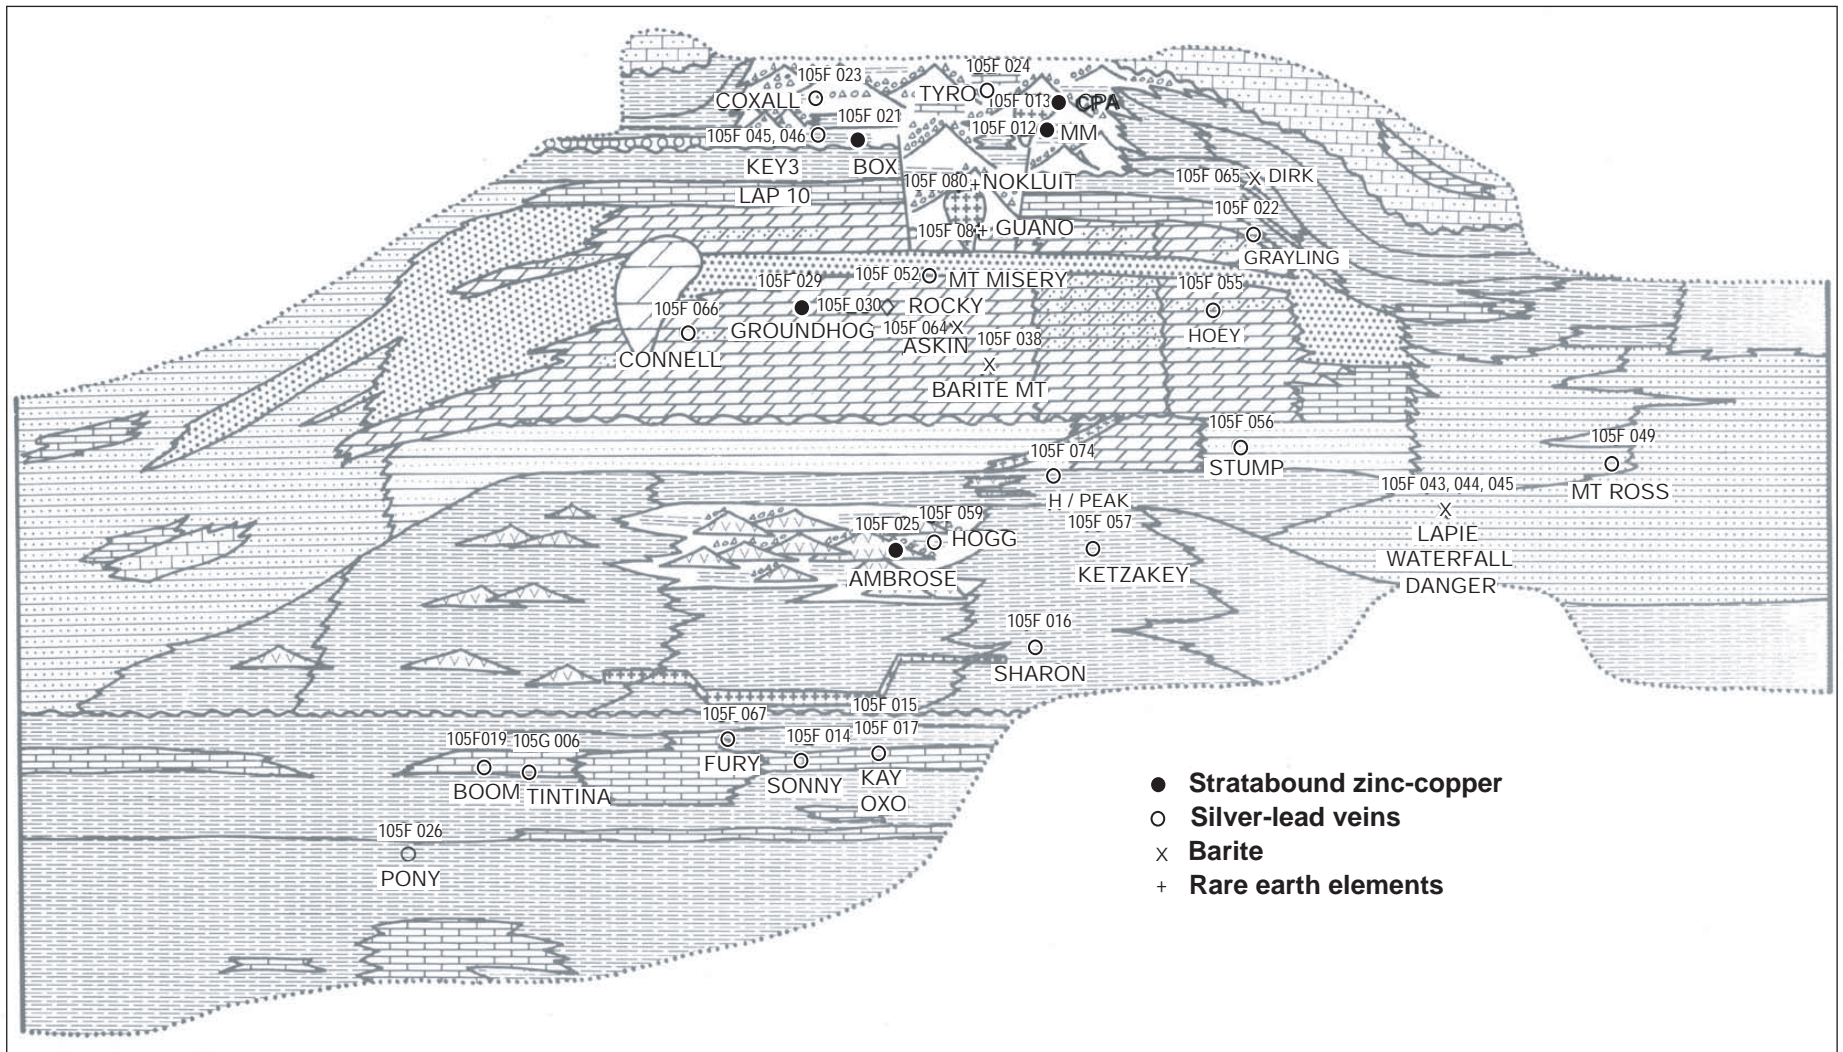 105F 023
105F 024
COXALL
TYRO
105F 013
CPA
105F 021
105F 045, 046
105F 012
MM
KEY3
BOX
LAP 10
105F 080
+NOKLUIT
105F 065
X DIRK
105F 022
105F 08
+ GUANO
GRAYLING
105F 029
105F 052
MT MISERY
105F 055
105F 066
105F 030
ROCKY
GROUNDHOG
105F 064
X
ASKIN
105F 038
HOEY
CONNELL
X
BARITE MT
105F 056
STUMP
105F 074
H / PEAK
105F 049
MT ROSS
105F 043, 044, 045
X
LAPIE
WATERFALL
DANGER
105F 059
105F 025
HOGG
105F 057
AMBROSE
KETZAKEY
105F 016
SHARON
105F 015
105F 067
105F 014
105F 017
105F019
105G 006
FURY
SONNY
KAY
OXO
BOOM
TINTINA
105F 026
PONY
Stratabound zinc-copper
Silver-lead veins
X Barite
+ Rare earth elements